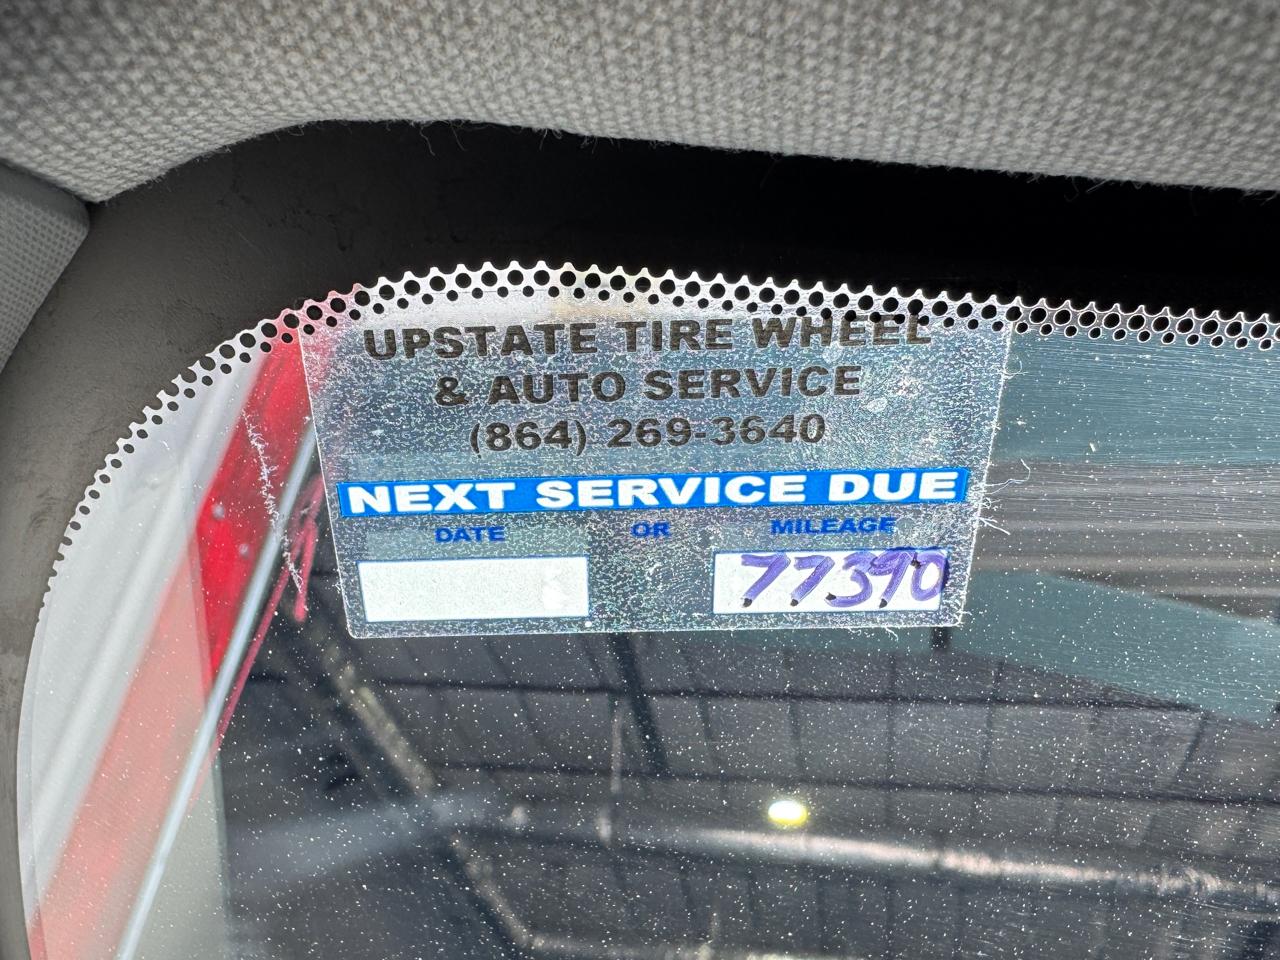 UPSTATE TIRE WHEEL
& AUTO SERVICE
(864) 269-3640
NEXT SERVICE DUE
DATE OR MILEAGE
77390